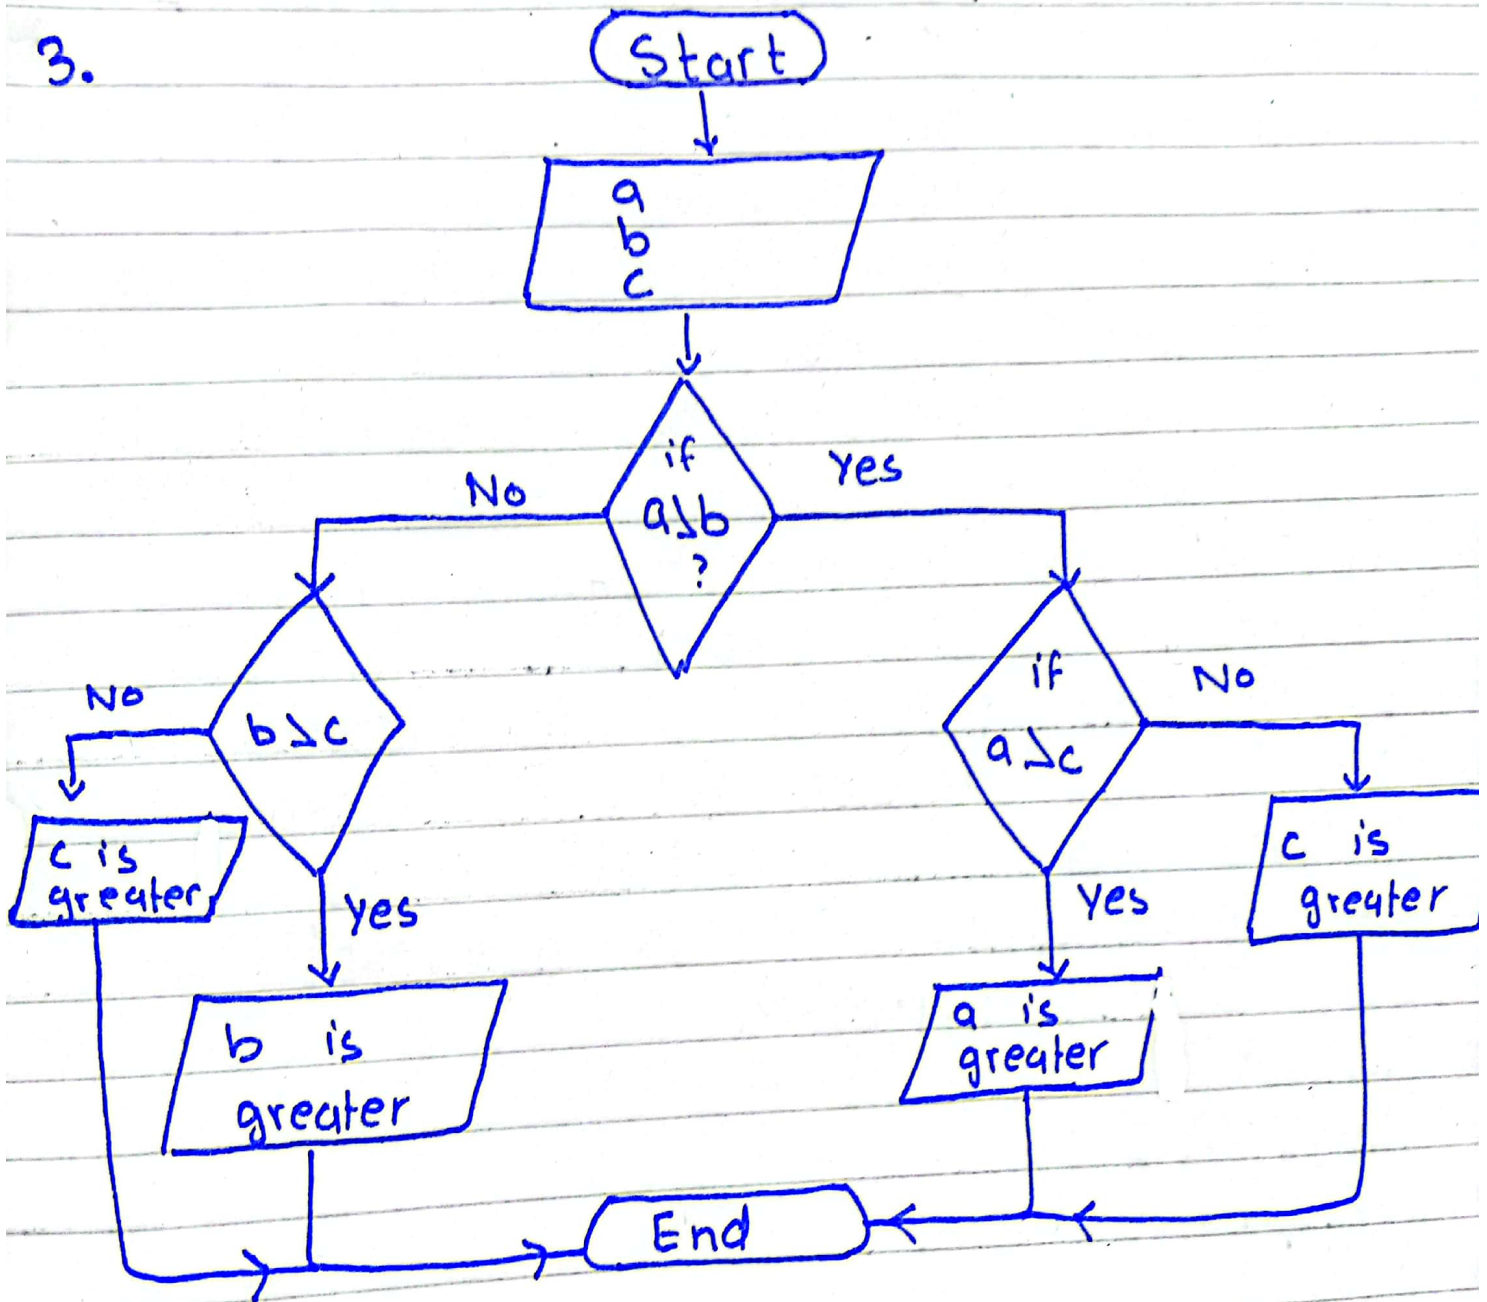 3.
Start
a
b
c
if
a>b
?
No
Yes
b>c
No
Yes
if
a>c
No
Yes
c is
greater
b is
greater
a is
greater
c is
greater
End